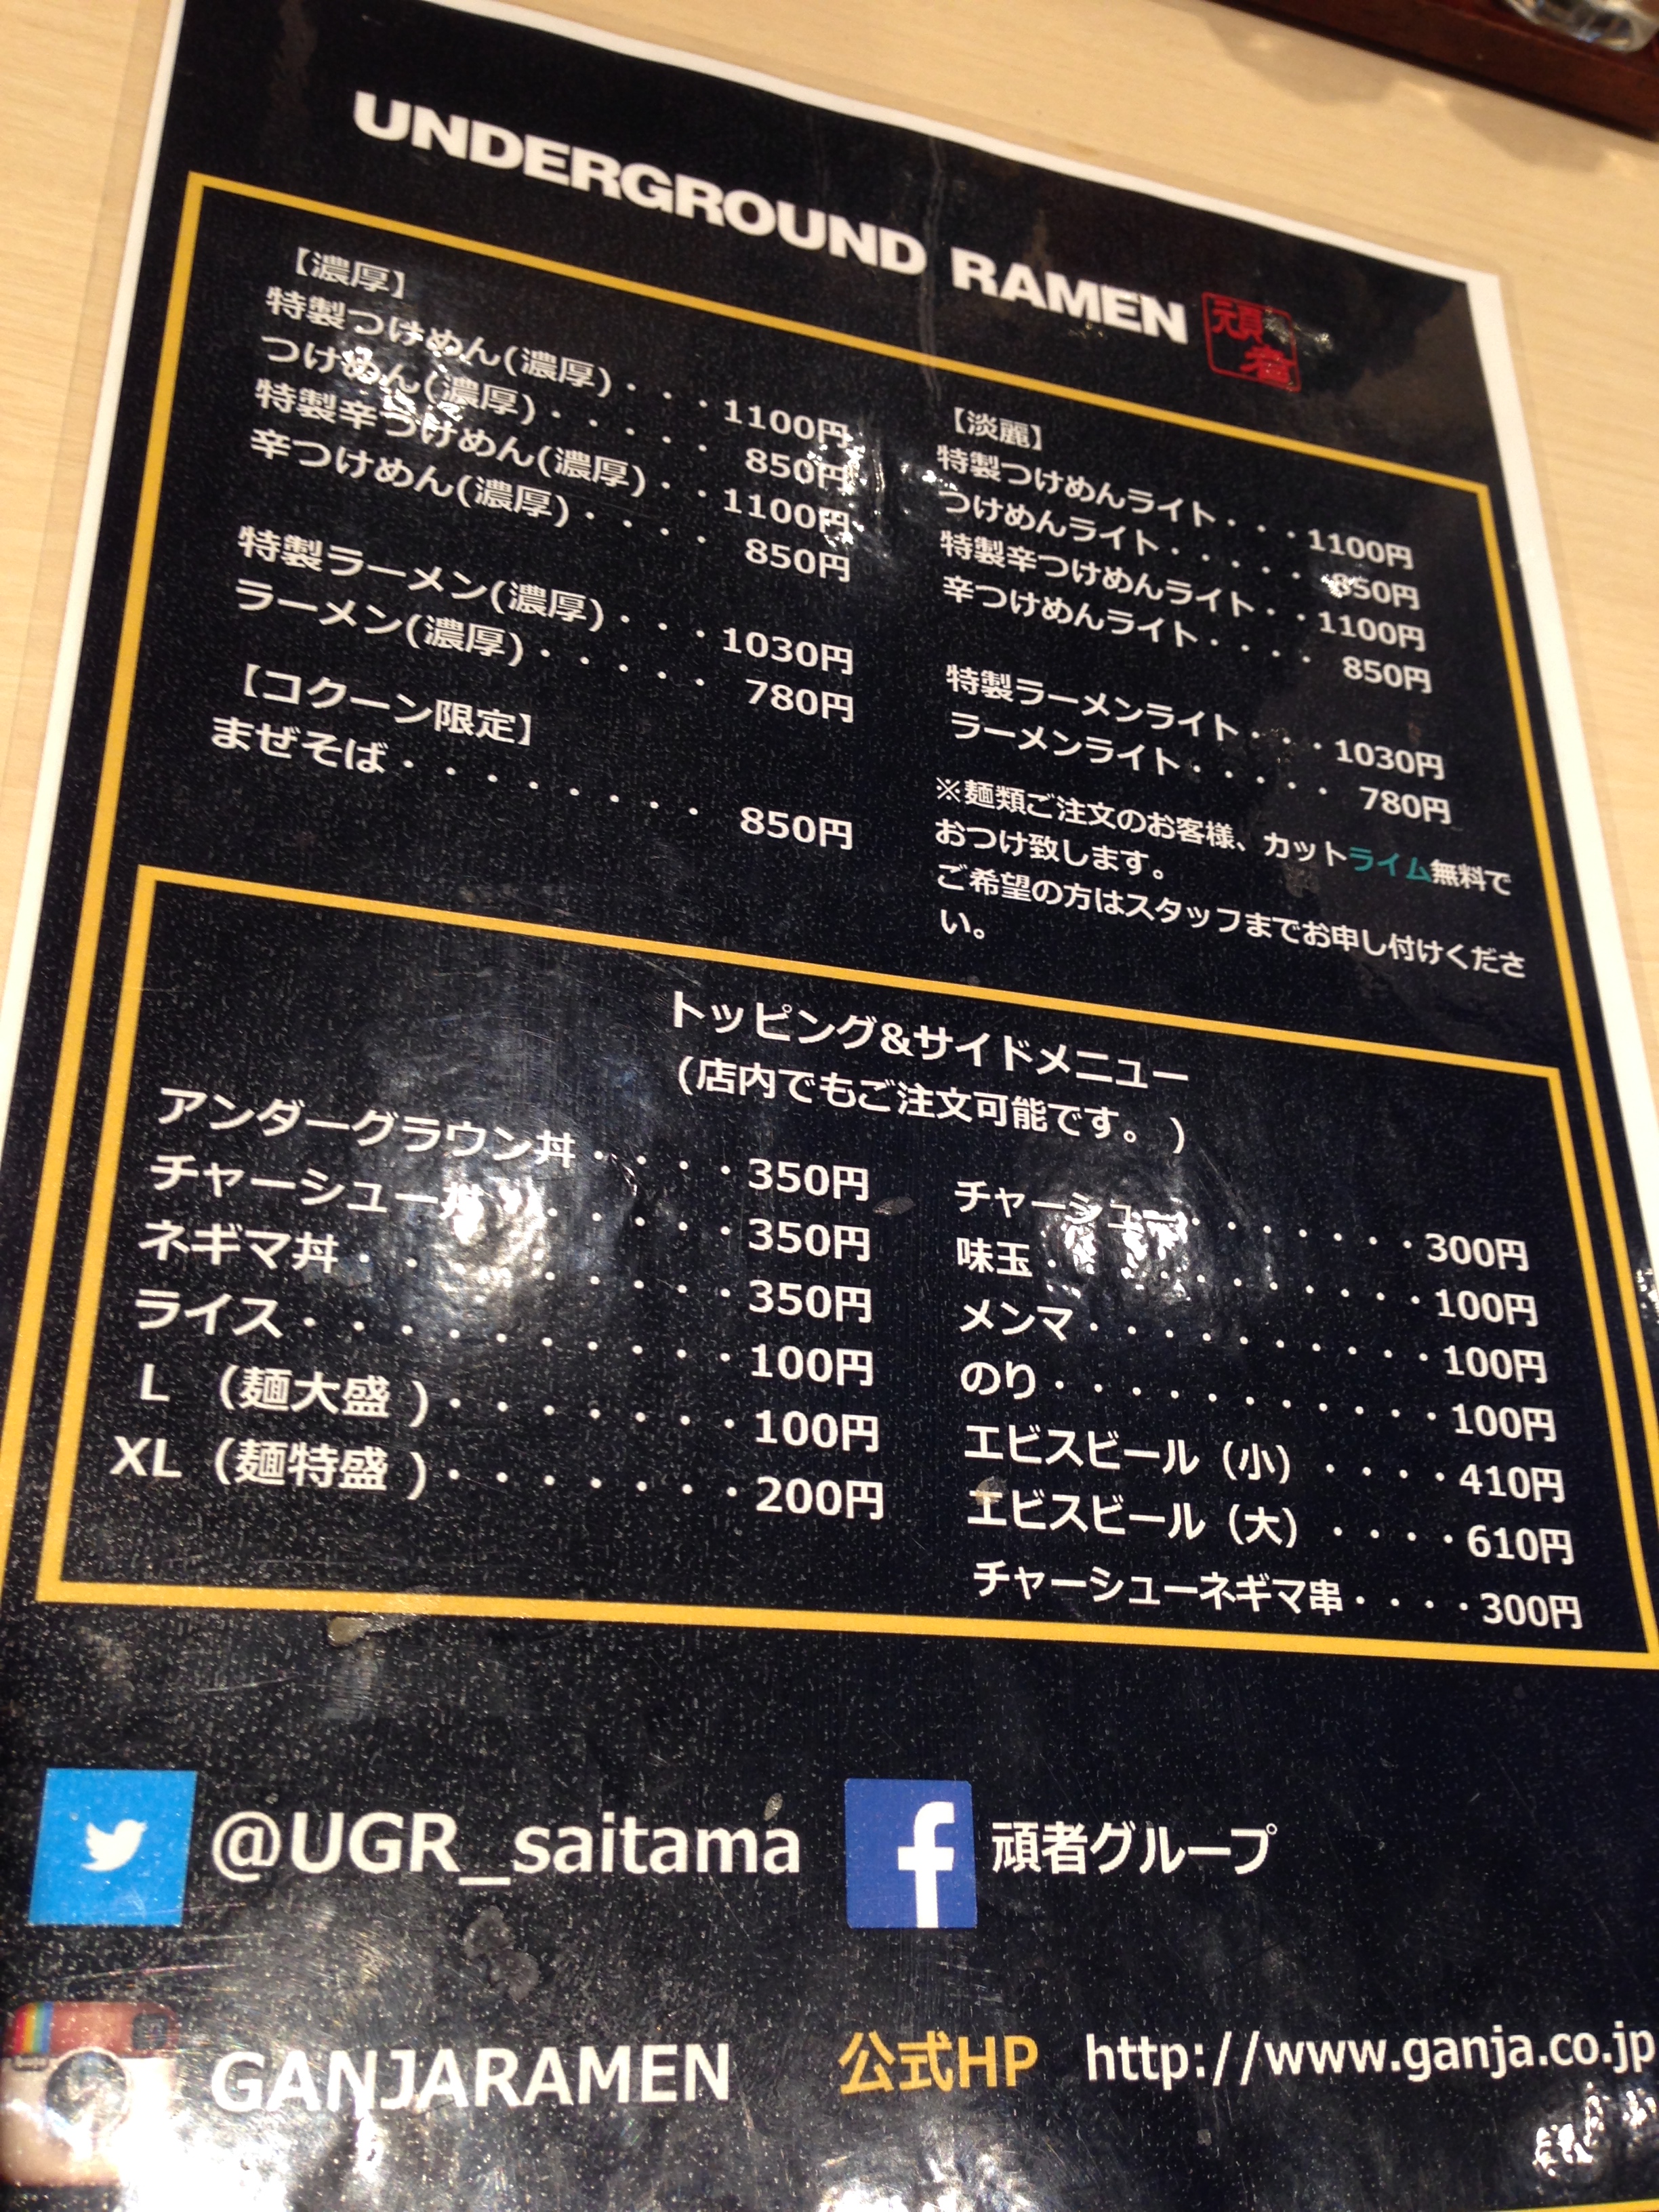 UNDERGROUND RAMEN
頑者
【濃厚】
特製つけめん(濃厚)・・・1100円
つけめん(濃厚)・・・・・850円
特製辛つけめん(濃厚)・・1100円
辛つけめん(濃厚)・・・・850円
特製ラーメン(濃厚)・・・1030円
ラーメン(濃厚)・・・・・780円
【コクーン限定】
まぜそば・・・・・・・・850円
【淡麗】
特製つけめんライト・・・1100円
つけめんライト・・・・・850円
特製辛つけめんライト・・1100円
辛つけめんライト・・・・850円
特製ラーメンライト・・・1030円
ラーメンライト・・・・・780円
※麺類ご注文のお客様、カットライム無料で
おつけ致します。
ご希望の方はスタッフまでお申し付けくださ
い。
トッピング&サイドメニュー
(店内でもご注文可能です。)
アンダーグラウン丼・・・・350円
チャーシュー丼・・・・・・350円
ネギマ丼・・・・・・・・・350円
ライス・・・・・・・・・・100円
L （麺大盛 )・・・・・・・100円
XL（麺特盛 )・・・・・・・200円
チャーシュー・・・・・・・300円
味玉・・・・・・・・・・・100円
メンマ・・・・・・・・・・100円
のり・・・・・・・・・・・100円
エビスビール（小）・・・・410円
エビスビール（大）・・・・610円
チャーシューネギマ串・・・・300円
@UGR_saitama
頑者グループ
GANJARAMEN
公式HP http://www.ganja.co.jp